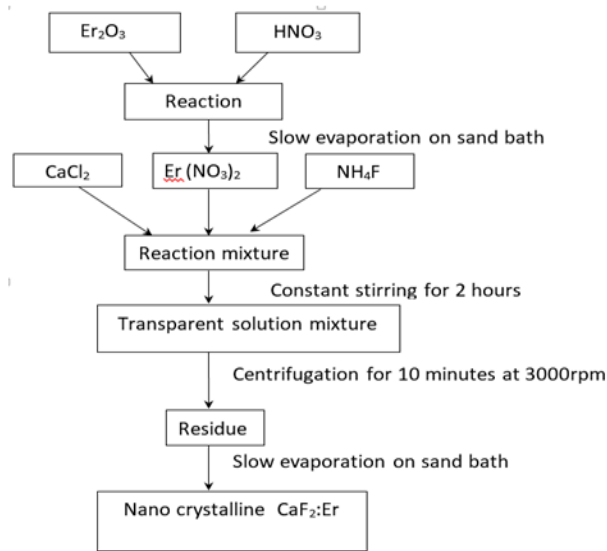 Er₂O₃
HNO₃
Reaction
Slow evaporation on sand bath
CaCl₂
Er (NO₃)₂
NH₄F
Reaction mixture
Constant stirring for 2 hours
Transparent solution mixture
Centrifugation for 10 minutes at 3000rpm
Residue
Slow evaporation on sand bath
Nano crystalline CaF₂:Er